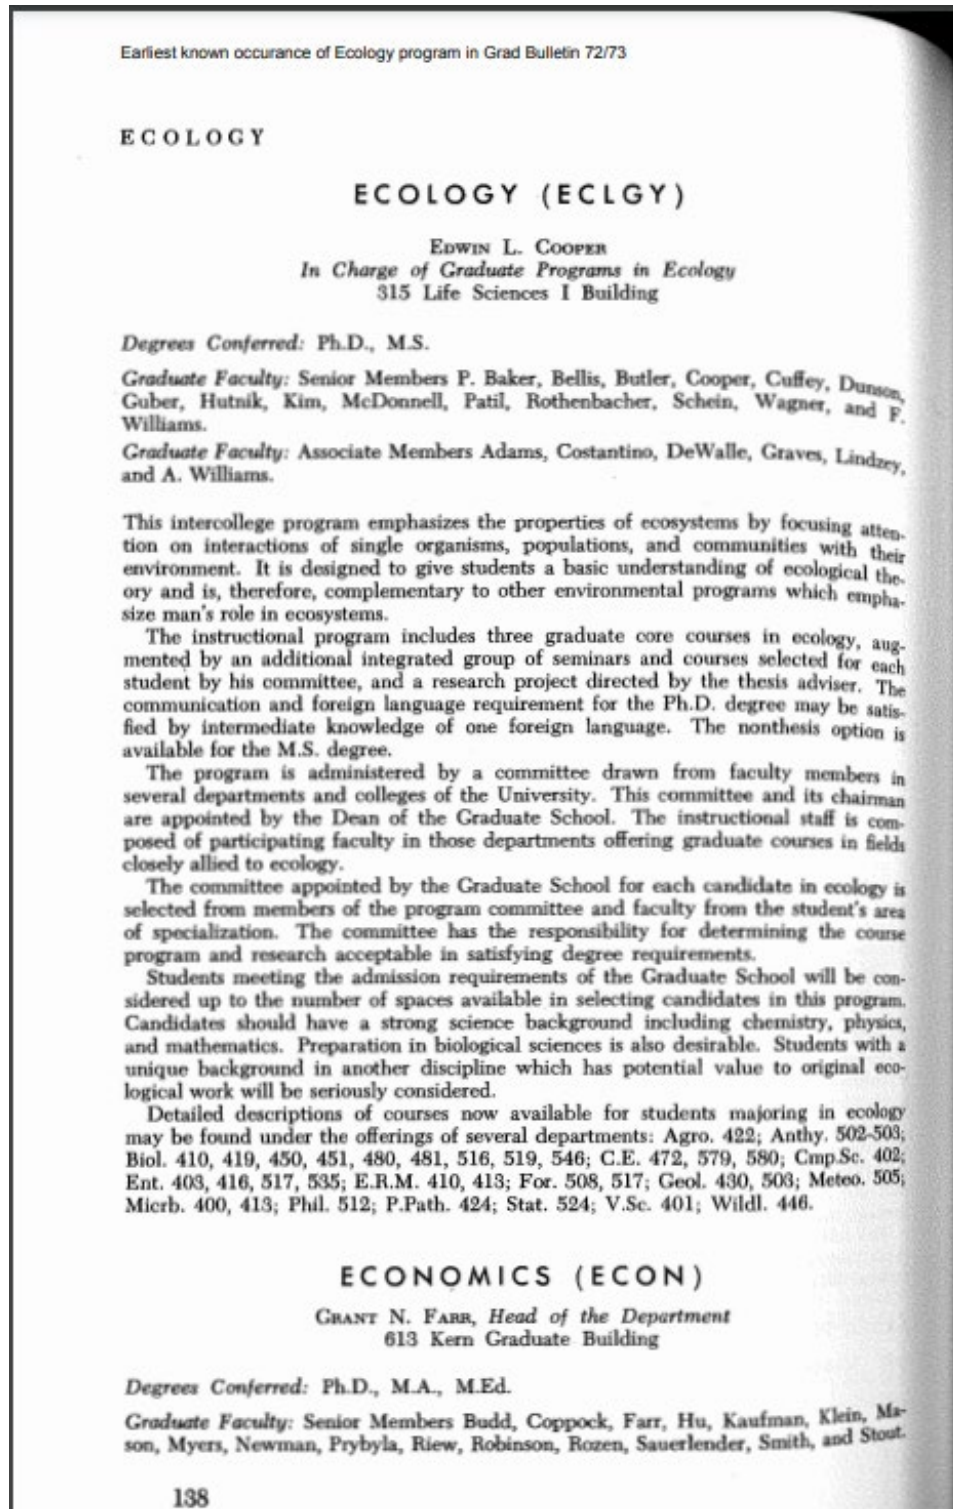 Earliest known occurance of Ecology program in Grad Bulletin 72/73
ECOLOGY
ECOLOGY (ECLGY)
EDWIN L. COOPER
In Charge of Graduate Programs in Ecology
315 Life Sciences I Building
Degrees Conferred: Ph.D., M.S.
Graduate Faculty: Senior Members P. Baker, Bellis, Butler, Cooper, Cuffey, Dunson,
Guber, Hutnik, Kim, McDonnell, Patil, Rothenbacher, Schein, Wagner, and F.
Williams.
Graduate Faculty: Associate Members Adams, Costantino, DeWalle, Graves, Lindzey,
and A. Williams.
This intercollege program emphasizes the properties of ecosystems by focusing atten-
tion on interactions of single organisms, populations, and communities with their
environment. It is designed to give students a basic understanding of ecological the-
ory and is, therefore, complementary to other environmental programs which empha-
size man's role in ecosystems.
The instructional program includes three graduate core courses in ecology, aug-
mented by an additional integrated group of seminars and courses selected for each
student by his committee, and a research project directed by the thesis adviser. The
communication and foreign language requirement for the Ph.D. degree may be satis-
fied by intermediate knowledge of one foreign language. The nonthesis option is
available for the M.S. degree.
The program is administered by a committee drawn from faculty members in
several departments and colleges of the University. This committee and its chairman
are appointed by the Dean of the Graduate School. The instructional staff is com-
posed of participating faculty in those departments offering graduate courses in fields
closely allied to ecology.
The committee appointed by the Graduate School for each candidate in ecology is
selected from members of the program committee and faculty from the student's area
of specialization. The committee has the responsibility for determining the course
program and research acceptable in satisfying degree requirements.
Students meeting the admission requirements of the Graduate School will be con-
sidered up to the number of spaces available in selecting candidates in this program.
Candidates should have a strong science background including chemistry, physics,
and mathematics. Preparation in biological sciences is also desirable. Students with a
unique background in another discipline which has potential value to original eco-
logical work will be seriously considered.
Detailed descriptions of courses now available for students majoring in ecology
may be found under the offerings of several departments: Agro. 422; Anthy. 502-503;
Biol. 410, 419, 450, 451, 480, 481, 516, 519, 546; C.E. 472, 579, 580; Cmp.Sc. 402;
Ent. 403, 416, 517, 535; E.R.M. 410, 413; For. 508, 517; Geol. 430, 503; Meteo. 505;
Micrb. 400, 413; Phil. 512; P.Path. 424; Stat. 524; V.Sc. 401; Wildl. 446.
ECONOMICS (ECON)
GRANT N. FARR, Head of the Department
613 Kern Graduate Building
Degrees Conferred: Ph.D., M.A., M.Ed.
Graduate Faculty: Senior Members Budd, Coppock, Farr, Hu, Kaufman, Klein, Ma-
son, Myers, Newman, Prybyla, Riew, Robinson, Rozen, Sauerlender, Smith, and Stout.
138